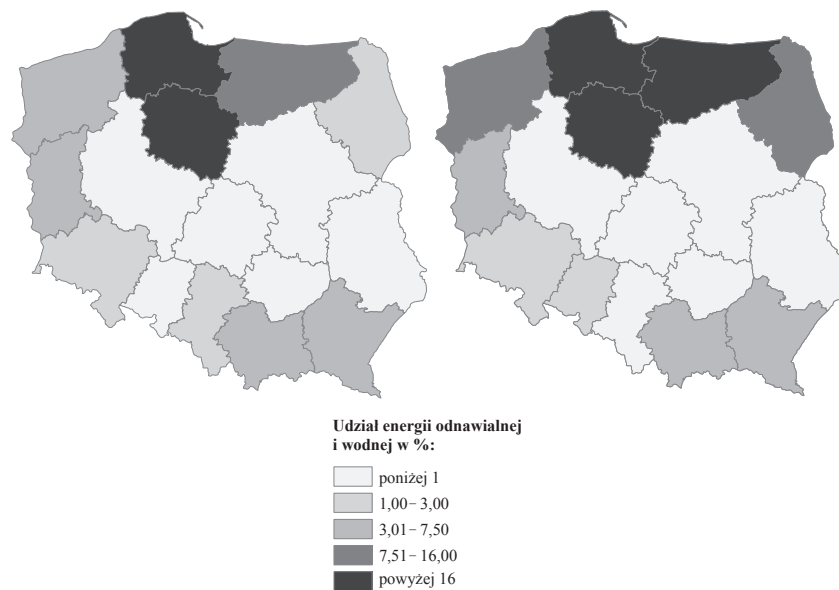 Udział energii odnawialnej
i wodnej w %:
poniżej 1
1,00– 3,00
3,01– 7,50
7,51– 16,00
powyżej 16